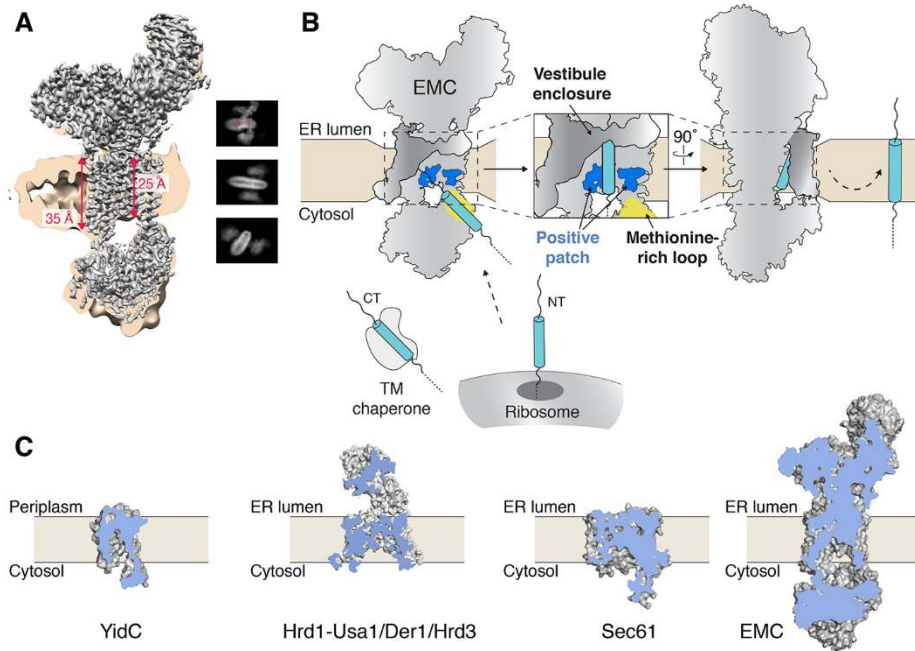 A
25 Å
35 Å
B
EMC
Vestibule
enclosure
ER lumen
Cytosol
90°
Positive
patch
Methionine-
rich loop
CT
TM
chaperone
NT
Ribosome
C
Periplasm
Cytosol
YidC
ER lumen
Cytosol
Hrd1-Usa1/Der1/Hrd3
ER lumen
Cytosol
Sec61
ER lumen
Cytosol
EMC